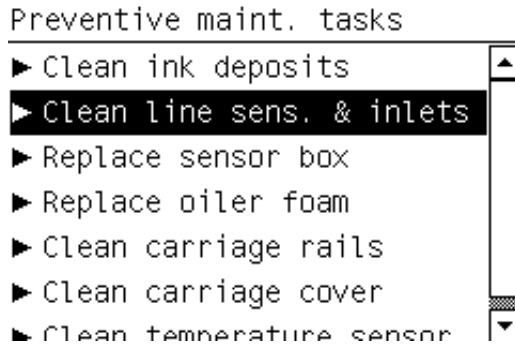 Preventive maint. tasks
Clean ink deposits
Clean line sens. & inlets
Replace sensor box
Replace oiler foam
Clean carriage rails
Clean carriage cover
Clean temperature sensor